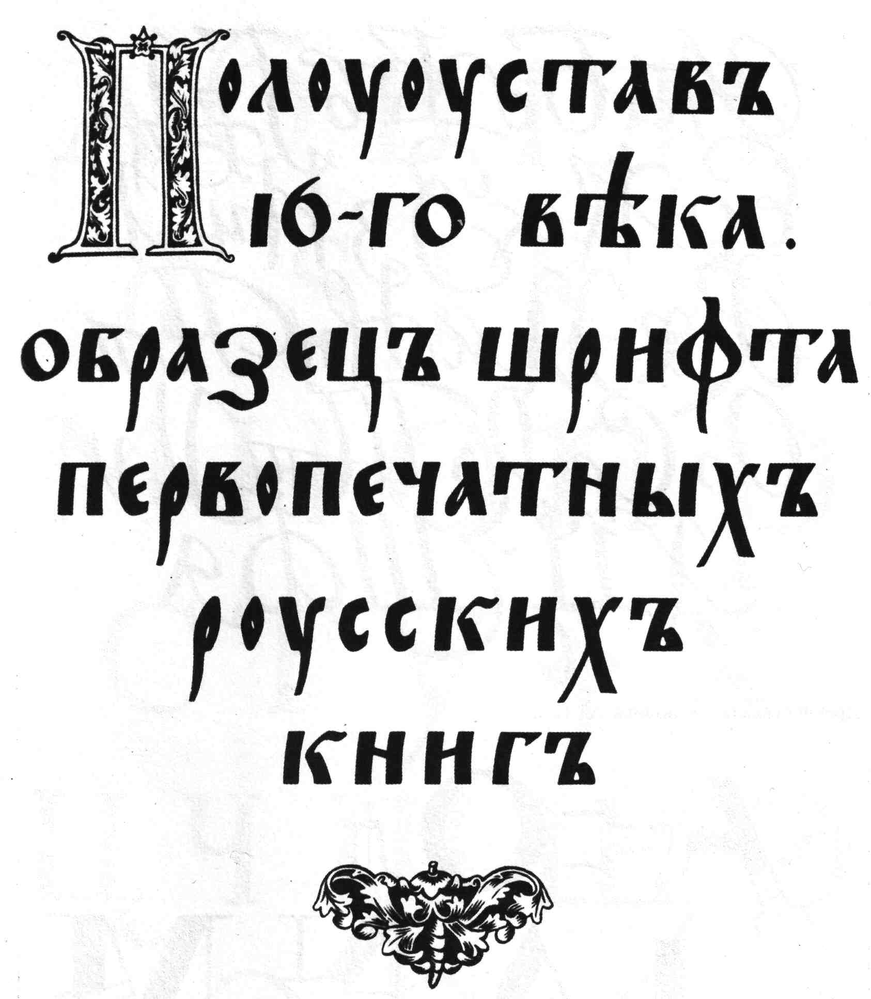 Полоуоуставъ
16-го вѣка.
образецъ шрифта
первопечатныхъ
роусскихъ
книгъ